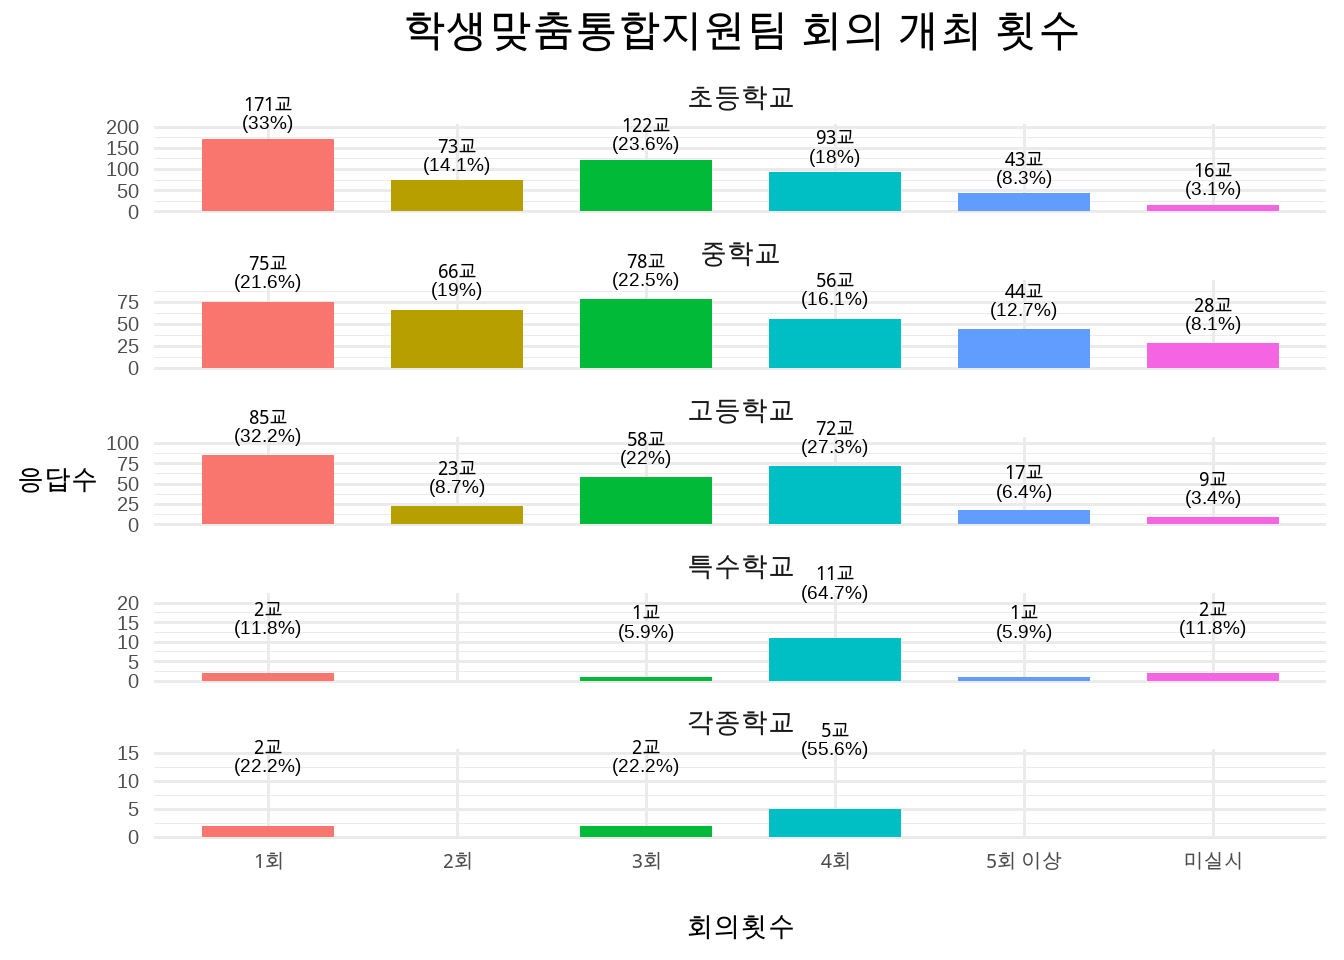 학생맞춤통합지원팀 회의 개최 횟수
초등학교
171교
(33%)
73교
(14.1%)
122교
(23.6%)
93교
(18%)
43교
(8.3%)
16교
(3.1%)
200
150
100
50
0
중학교
75교
(21.6%)
66교
(19%)
78교
(22.5%)
56교
(16.1%)
44교
(12.7%)
28교
(8.1%)
75
50
25
0
고등학교
85교
(32.2%)
23교
(8.7%)
58교
(22%)
72교
(27.3%)
17교
(6.4%)
9교
(3.4%)
100
75
50
25
0
응답수
특수학교
2교
(11.8%)
1교
(5.9%)
11교
(64.7%)
1교
(5.9%)
2교
(11.8%)
20
15
10
5
0
각종학교
2교
(22.2%)
2교
(22.2%)
5교
(55.6%)
15
10
5
0
1회
2회
3회
4회
5회 이상
미실시
회의횟수